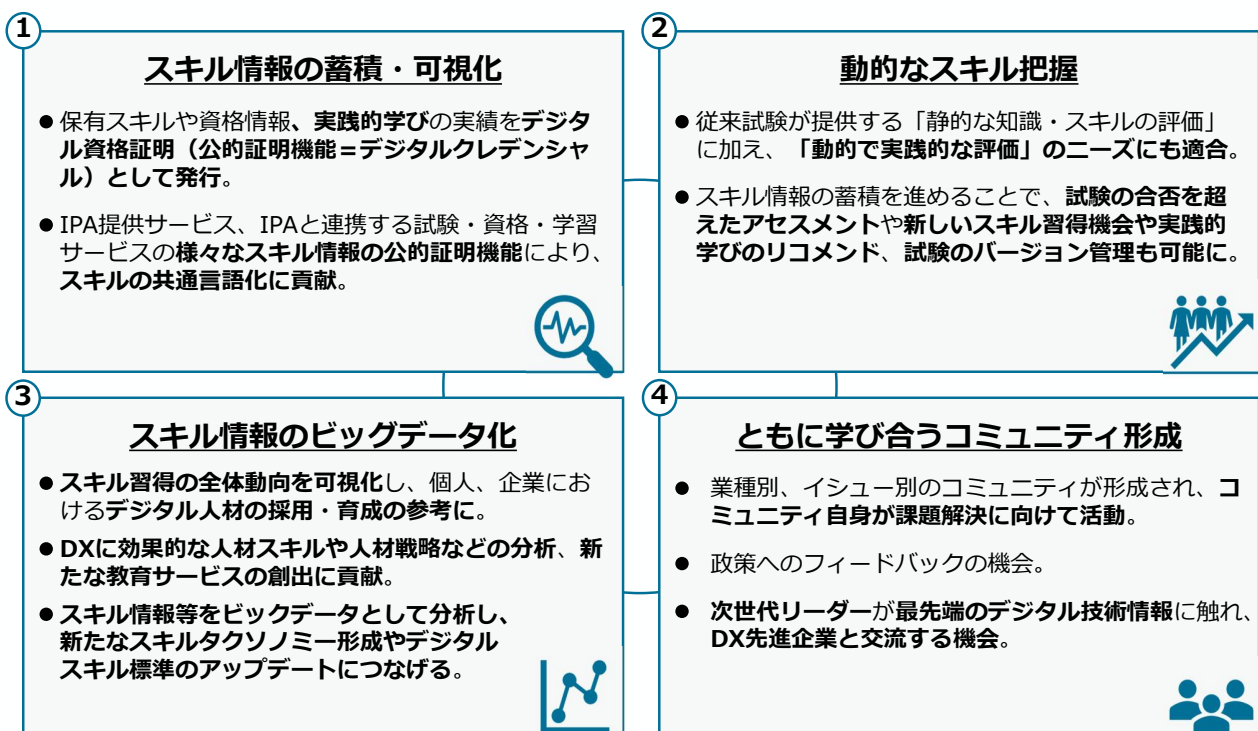 1
スキル情報の蓄積・可視化
● 保有スキルや資格情報、実践的学びの実績をデジタ
ル資格証明（公的証明機能＝デジタルクレデンシャ
ル）として発行。
● IPA提供サービス、IPAと連携する試験・資格・学習
サービスの様々なスキル情報の公的証明機能により、
スキルの共通言語化に貢献。
2
動的なスキル把握
● 従来試験が提供する「静的な知識・スキルの評価」
に加え、「動的で実践的な評価」のニーズにも適合。
● スキル情報の蓄積を進めることで、試験の合否を超
えたアセスメントや新しいスキル習得機会や実践的
学びのリコメンド、試験のバージョン管理も可能に。
3
スキル情報のビッグデータ化
● スキル習得の全体動向を可視化し、個人、企業にお
けるデジタル人材の採用・育成の参考に。
● DXに効果的な人材スキルや人材戦略などの分析、新
たな教育サービスの創出に貢献。
● スキル情報等をビックデータとして分析し、
新たなスキルタクソノミー形成やデジタル
スキル標準のアップデートにつなげる。
4
ともに学び合うコミュニティ形成
● 業種別、イシュー別のコミュニティが形成され、コ
ミュニティ自身が課題解決に向けて活動。
● 政策へのフィードバックの機会。
● 次世代リーダーが最先端のデジタル技術情報に触れ、
DX先進企業と交流する機会。